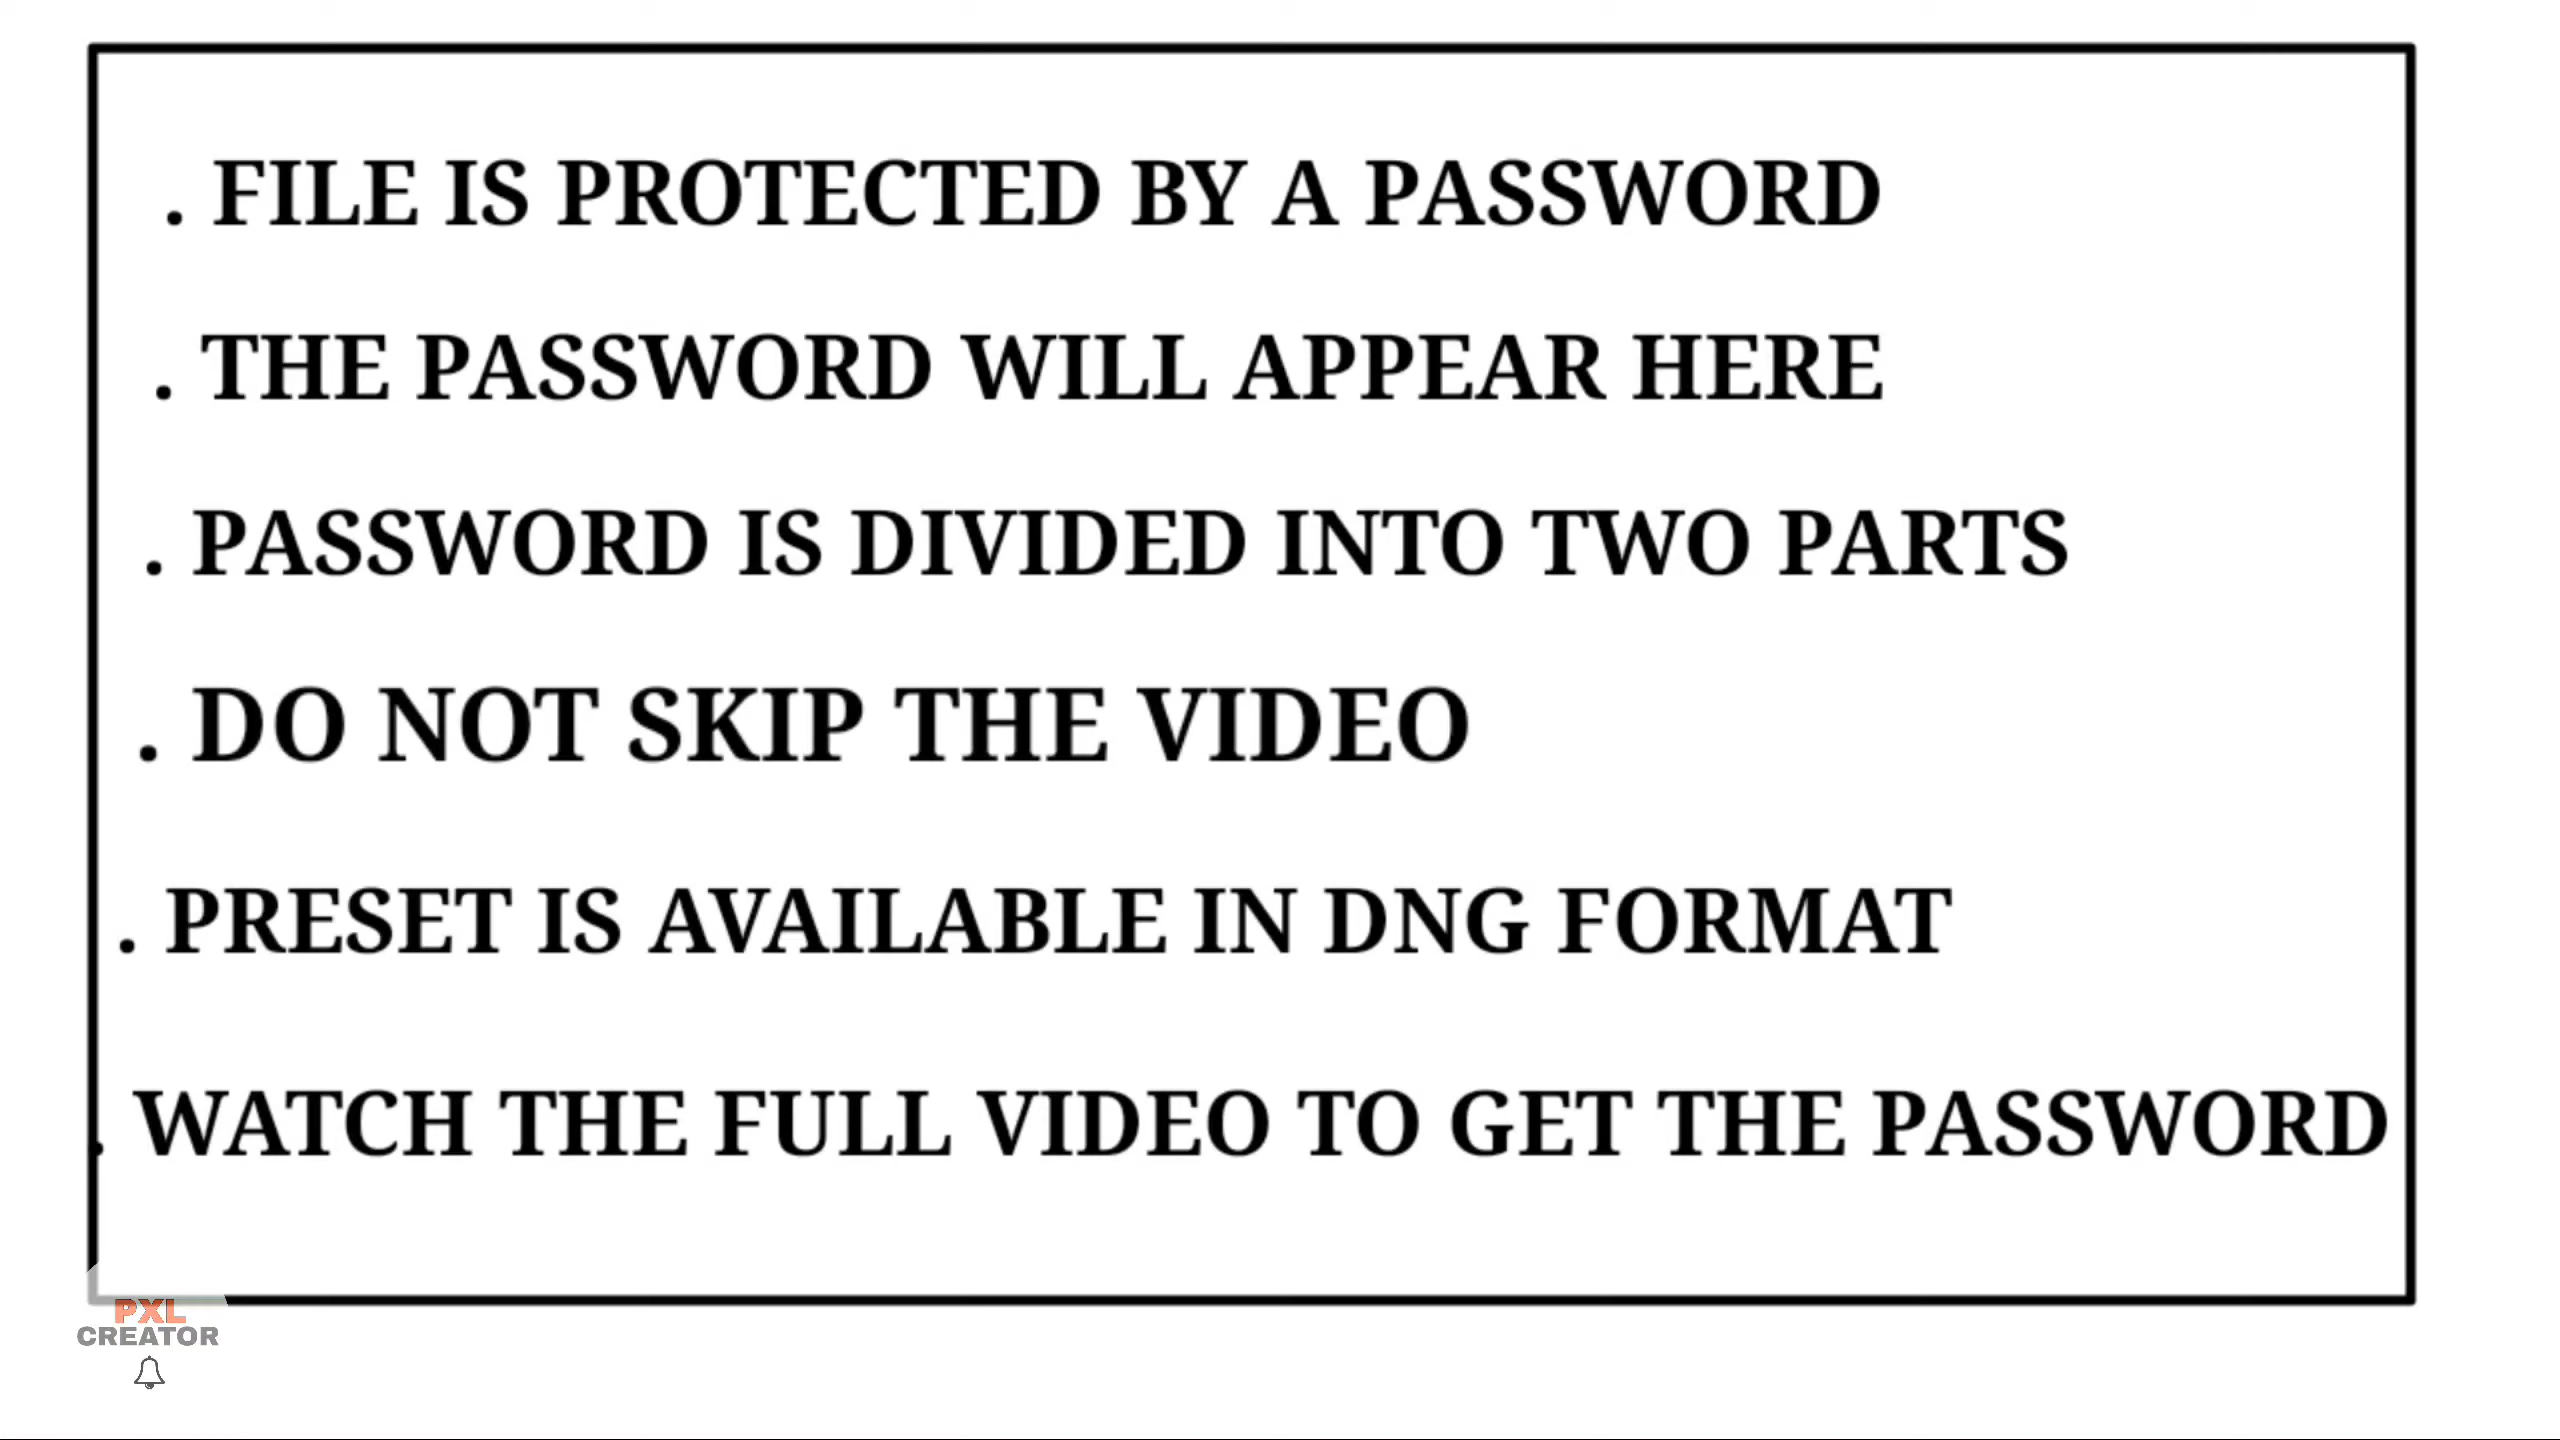 . FILE IS PROTECTED BY A PASSWORD
. THE PASSWORD WILL APPEAR HERE
. PASSWORD IS DIVIDED INTO TWO PARTS
. DO NOT SKIP THE VIDEO
. PRESET IS AVAILABLE IN DNG FORMAT
. WATCH THE FULL VIDEO TO GET THE PASSWORD
PXL
CREATOR